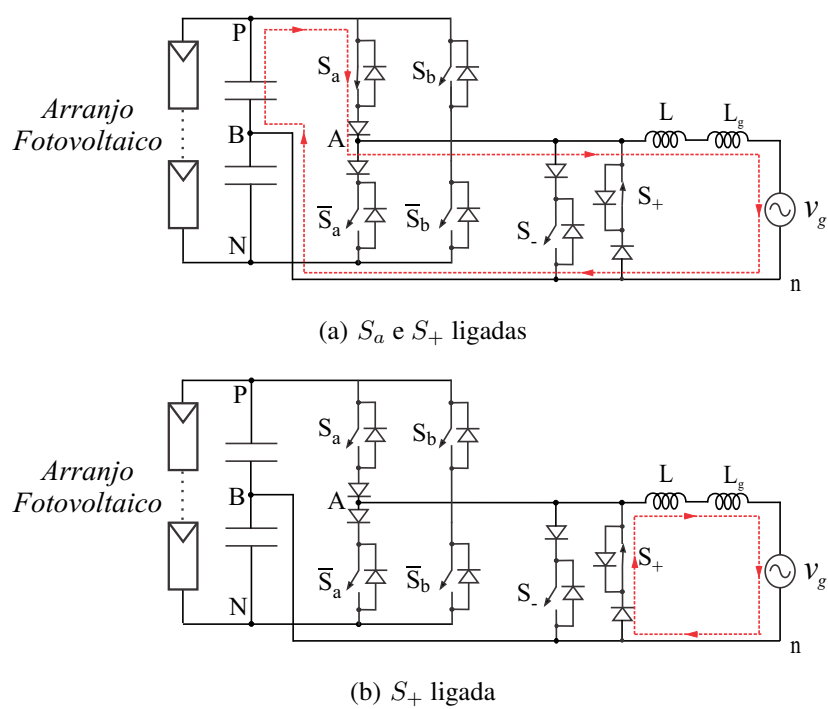 P
S_a
S_b
Arranjo
Fotovoltaico
B
A
L
L_g
S̅_a
S̅_b
S_-
S_+
v_g
N
n
(a) S_a e S_+ ligadas
P
S_a
S_b
Arranjo
Fotovoltaico
B
A
L
L_g
S̅_a
S̅_b
S_-
S_+
v_g
N
n
(b) S_+ ligada